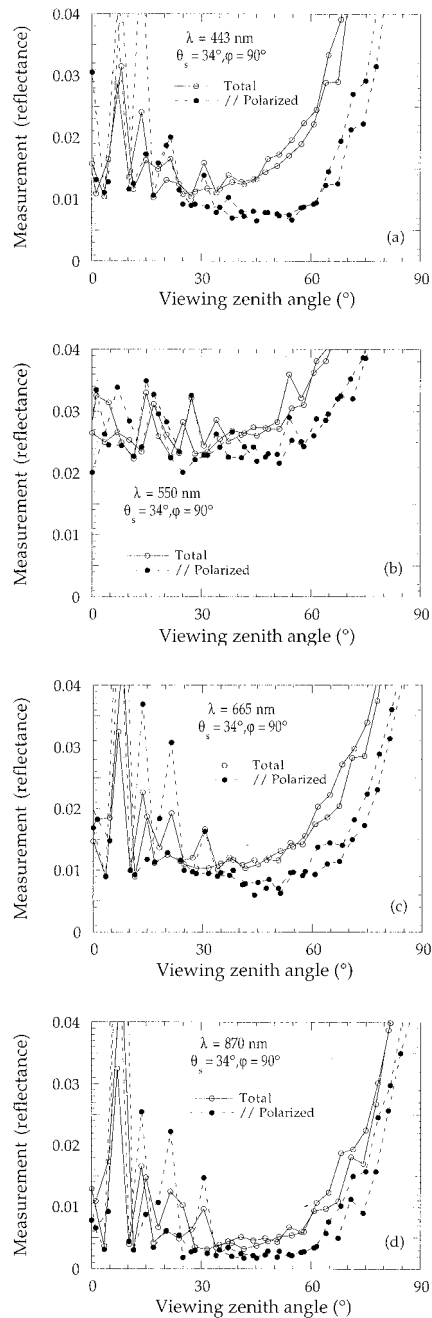 0.04
0.03
0.02
0.01
0
Measurement (reflectance)
λ = 443 nm
θs = 34°,φ = 90°
Total
// Polarized
(a)
0 30 60 90
Viewing zenith angle (°)
0.04
0.03
0.02
0.01
0
Measurement (reflectance)
λ = 550 nm
θs = 34°,φ = 90°
Total
// Polarized
(b)
0 30 60 90
Viewing zenith angle (°)
0.04
0.03
0.02
0.01
0
Measurement (reflectance)
λ = 665 nm
θs = 34°,φ = 90°
Total
// Polarized
(c)
0 30 60 90
Viewing zenith angle (°)
0.04
0.03
0.02
0.01
0
Measurement (reflectance)
λ = 870 nm
θs = 34°,φ = 90°
Total
// Polarized
(d)
0 30 60 90
Viewing zenith angle (°)